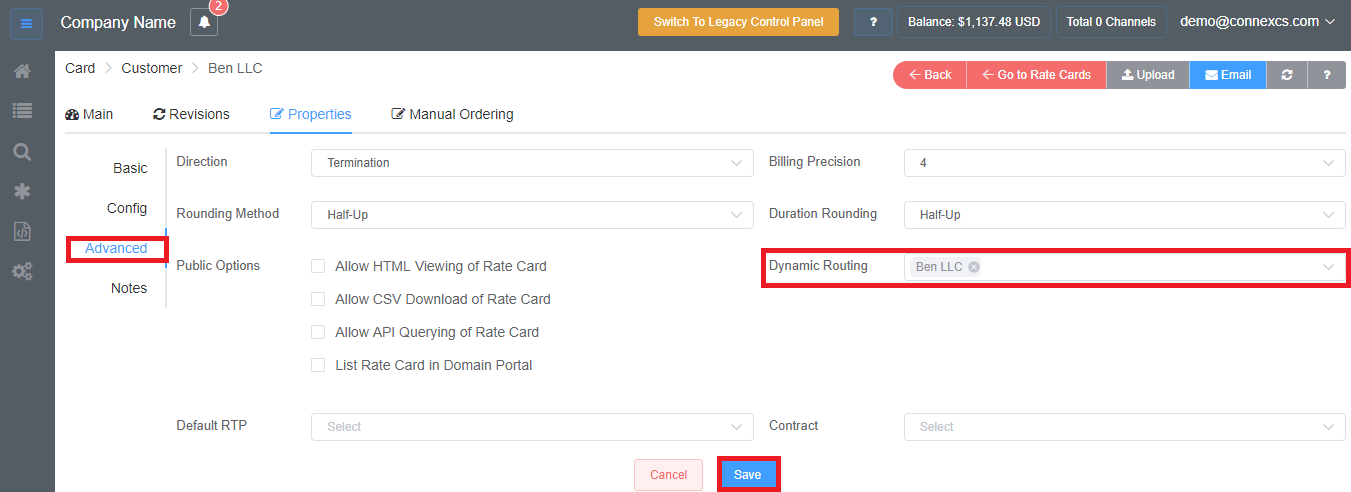 Company Name 2 Switch To Legacy Control Panel ? Balance: $1,137.48 USD Total 0 Channels demo@connexcs.com
Card Customer Ben LLC Back Go to Rate Cards Upload Email ?
Main Revisions Properties Manual Ordering
Basic
Config
Advanced
Notes
Direction Termination Billing Precision 4
Rounding Method Half-Up Duration Rounding Half-Up
Public Options Allow HTML Viewing of Rate Card Dynamic Routing Ben LLC
Allow CSV Download of Rate Card
Allow API Querying of Rate Card
List Rate Card in Domain Portal
Default RTP Select Contract Select
Cancel Save